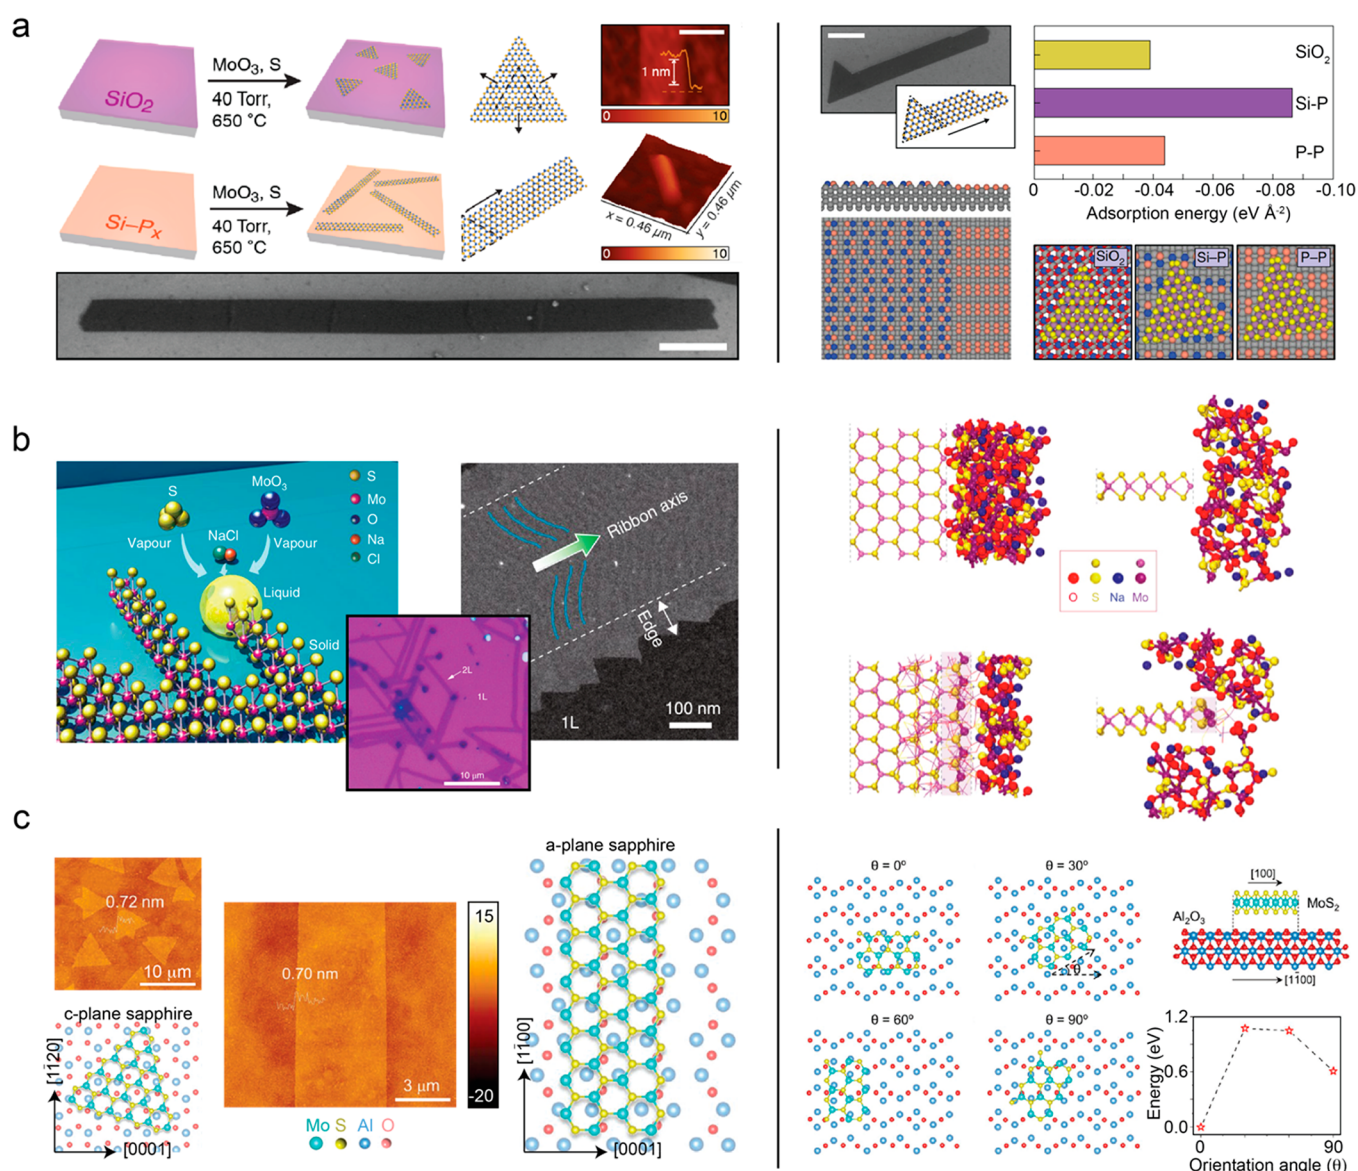 a
MoO3, S
SiO2
40 Torr,
650 °C
1 nm
0
10
MoO3, S
Si–Px
40 Torr,
650 °C
x = 0.46 µm
y = 0.46 µm
0
10
SiO2
Si-P
P-P
0
-0.02
-0.04
-0.06
-0.08
-0.10
Adsorption energy (eV Å-2)
SiO2
Si–P
P–P
b
S
MoO3
NaCl
Vapour
Vapour
Liquid
Solid
S
Mo
O
Na
Cl
2L
1L
10 µm
Ribbon axis
Edge
1L
100 nm
O
S
Na
Mo
c
0.72 nm
10 µm
c-plane sapphire
[1120]
[0001]
0.70 nm
3 µm
15
-20
Mo S Al O
a-plane sapphire
[1100]
[0001]
θ = 0º
θ = 30º
θ
θ = 60º
θ = 90º
[100]
MoS2
Al2O3
[1100]
1.2
0.6
0.0
Energy (eV)
0
90
Orientation angle (θ)